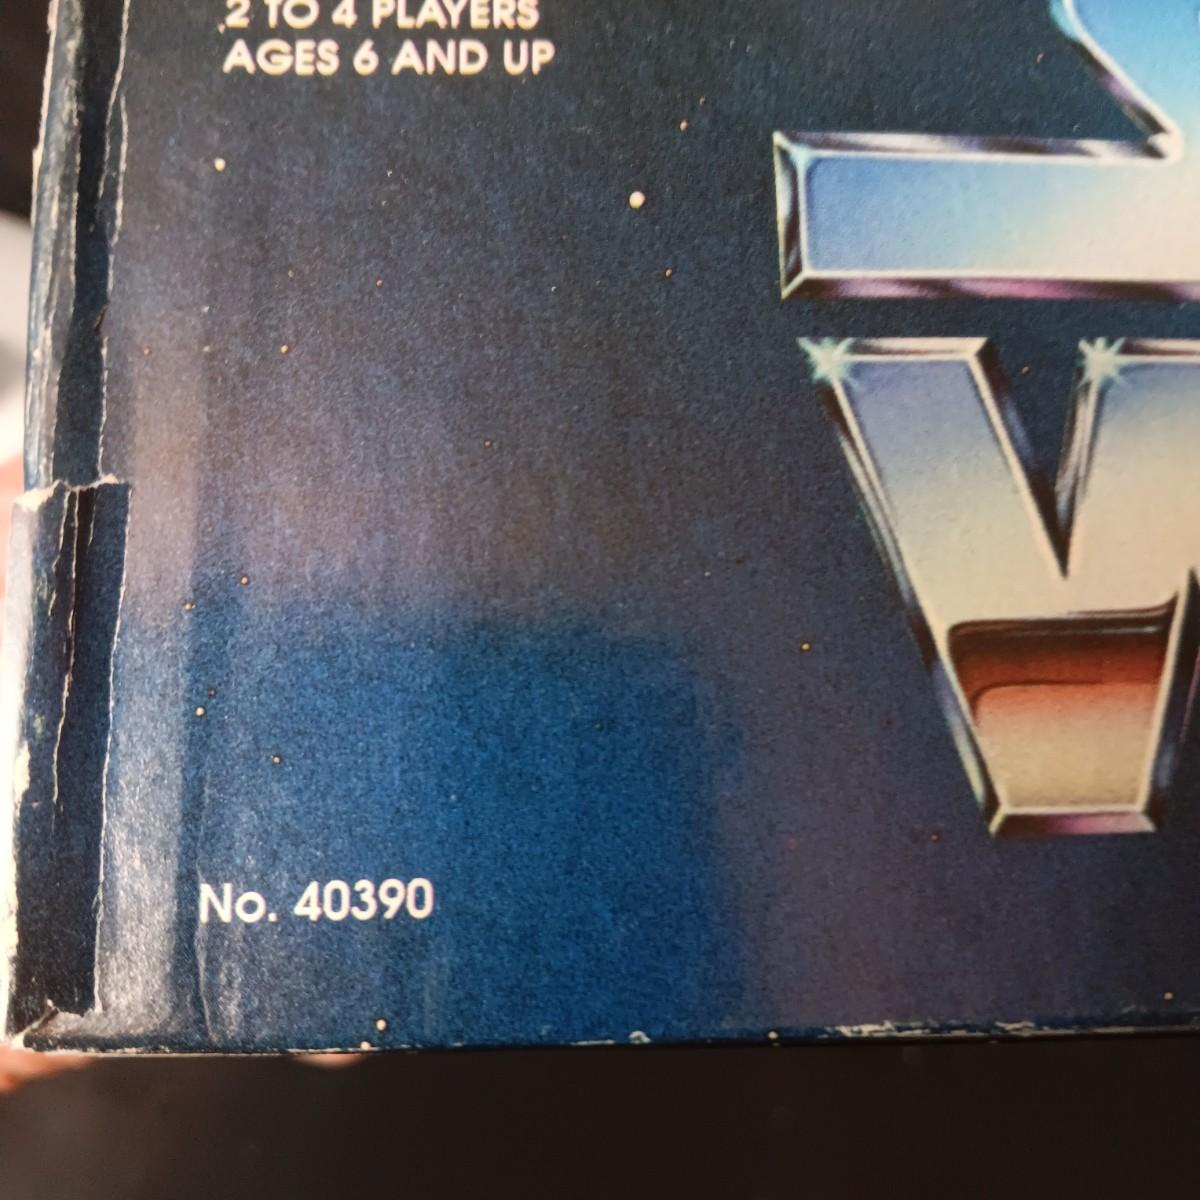 2 TO 4 PLAYERS
AGES 6 AND UP
W
No. 40390